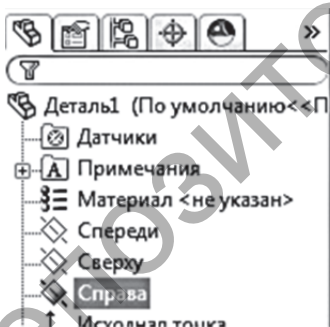 Деталь1 (По умолчанию<<П
Датчики
A Примечания
Материал <не указан>
Спереди
Сверху
Справа
Исходная точка